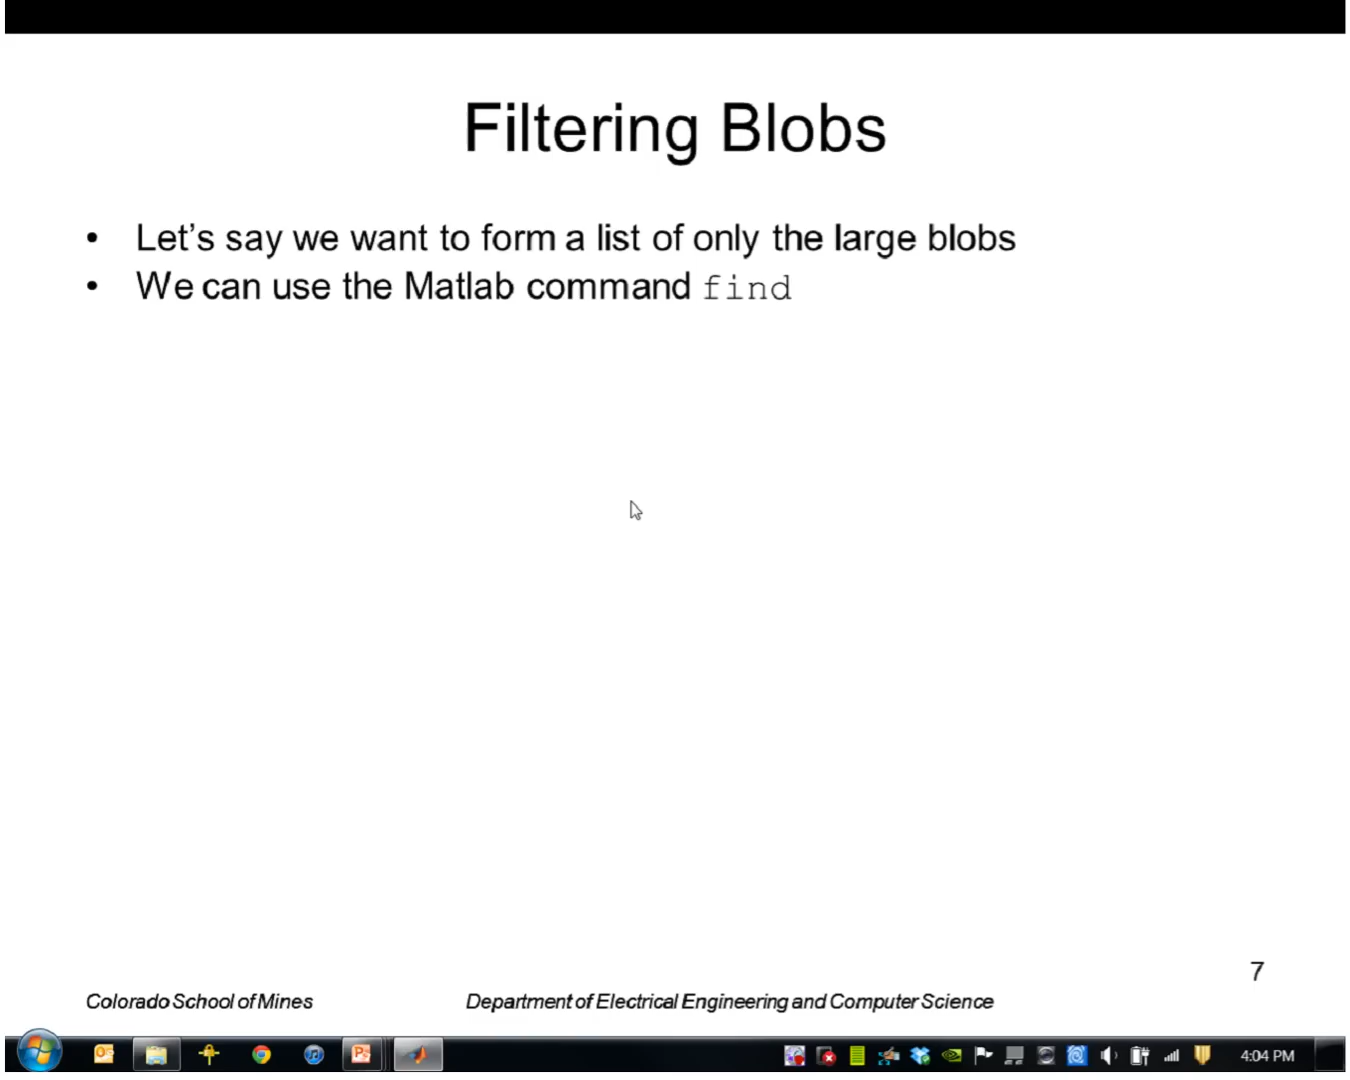 Filtering Blobs
• Let's say we want to form a list of only the large blobs
• We can use the Matlab command find
7
Colorado School of Mines Department of Electrical Engineering and Computer Science
4:04 PM